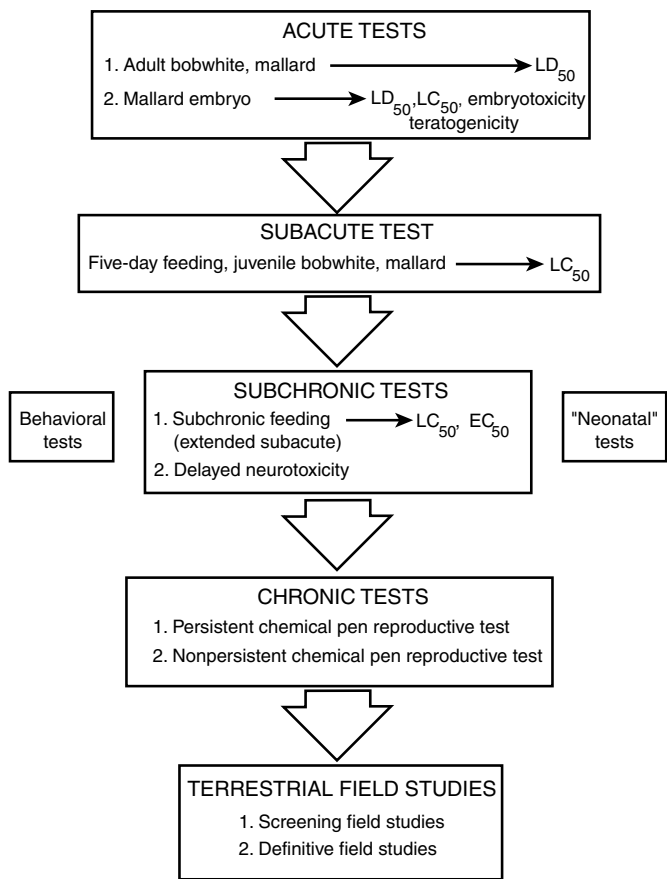 ACUTE TESTS
1. Adult bobwhite, mallard LD50
2. Mallard embryo LD50,LC50, embryotoxicity
teratogenicity
SUBACUTE TEST
Five-day feeding, juvenile bobwhite, mallard LC50
Behavioral
tests
SUBCHRONIC TESTS
1. Subchronic feeding LC50, EC50
(extended subacute)
2. Delayed neurotoxicity
"Neonatal"
tests
CHRONIC TESTS
1. Persistent chemical pen reproductive test
2. Nonpersistent chemical pen reproductive test
TERRESTRIAL FIELD STUDIES
1. Screening field studies
2. Definitive field studies